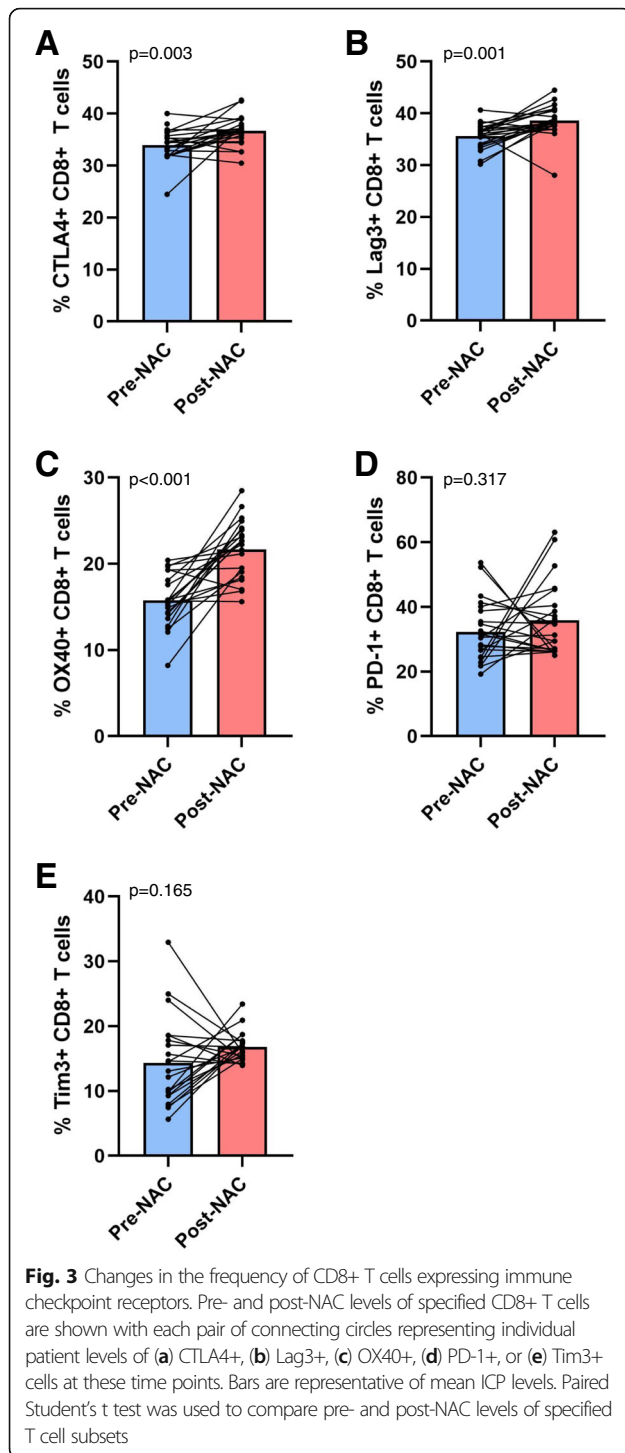 A
p=0.003
% CTLA4+ CD8+ T cells
50
40
30
20
10
0
Pre-NAC
Post-NAC
B
p=0.001
% Lag3+ CD8+ T cells
50
40
30
20
10
0
Pre-NAC
Post-NAC
C
p<0.001
% OX40+ CD8+ T cells
30
20
10
0
Pre-NAC
Post-NAC
D
p=0.317
% PD-1+ CD8+ T cells
80
60
40
20
0
Pre-NAC
Post-NAC
E
p=0.165
% Tim3+ CD8+ T cells
40
30
20
10
0
Pre-NAC
Post-NAC
Fig. 3 Changes in the frequency of CD8+ T cells expressing immune
checkpoint receptors. Pre- and post-NAC levels of specified CD8+ T cells
are shown with each pair of connecting circles representing individual
patient levels of (a) CTLA4+, (b) Lag3+, (c) OX40+, (d) PD-1+, or (e) Tim3+
cells at these time points. Bars are representative of mean ICP levels. Paired
Student's t test was used to compare pre- and post-NAC levels of specified
T cell subsets